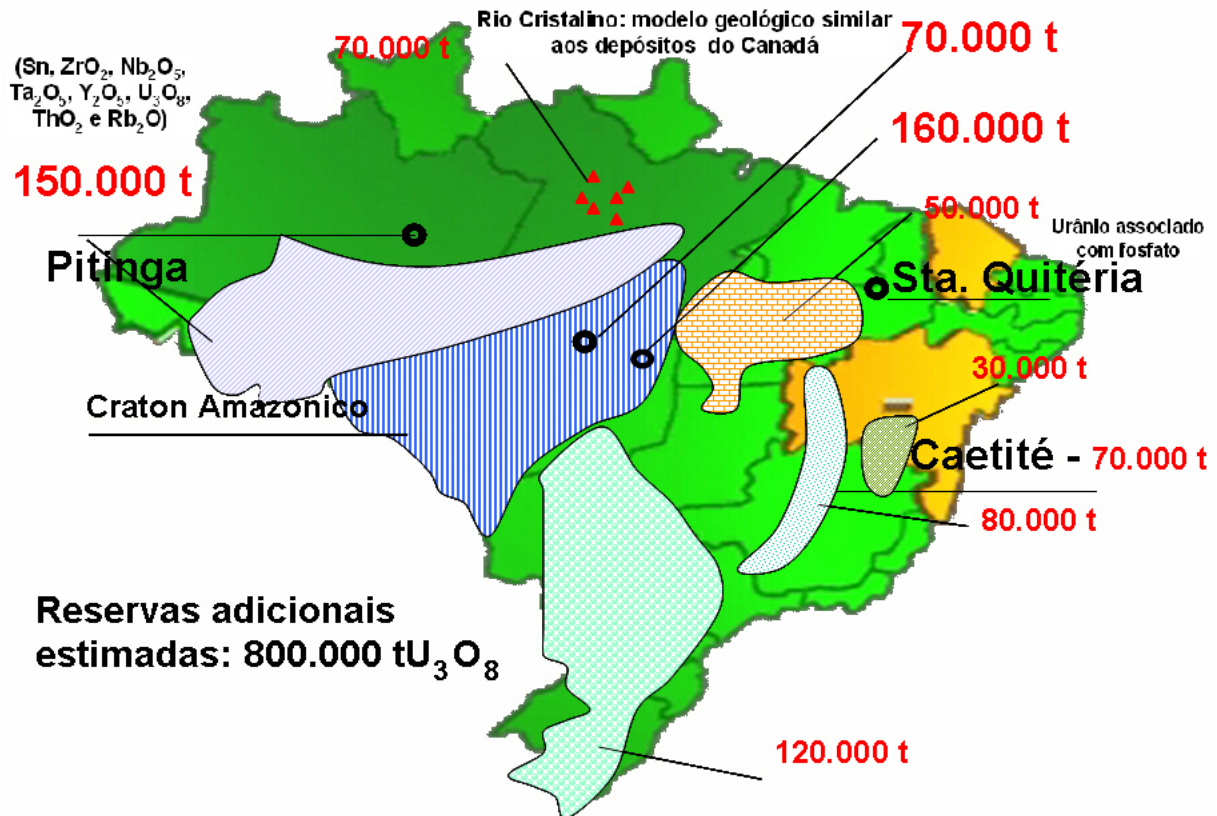 Rio Cristalino: modelo geológico similar
aos depósitos do Canadá
70.000 t
70.000 t
(Sn, ZrO₂, Nb₂O₅,
Ta₂O₅, Y₂O₅, U₃O₈,
ThO₂ e Rb₂O)
160.000 t
150.000 t
50.000 t
Urânio associado
com fosfato
Pitinga
Sta. Quitéria
30.000 t
Craton Amazonico
Caetité - 70.000 t
80.000 t
Reservas adicionais
estimadas: 800.000 tU₃O₈
120.000 t